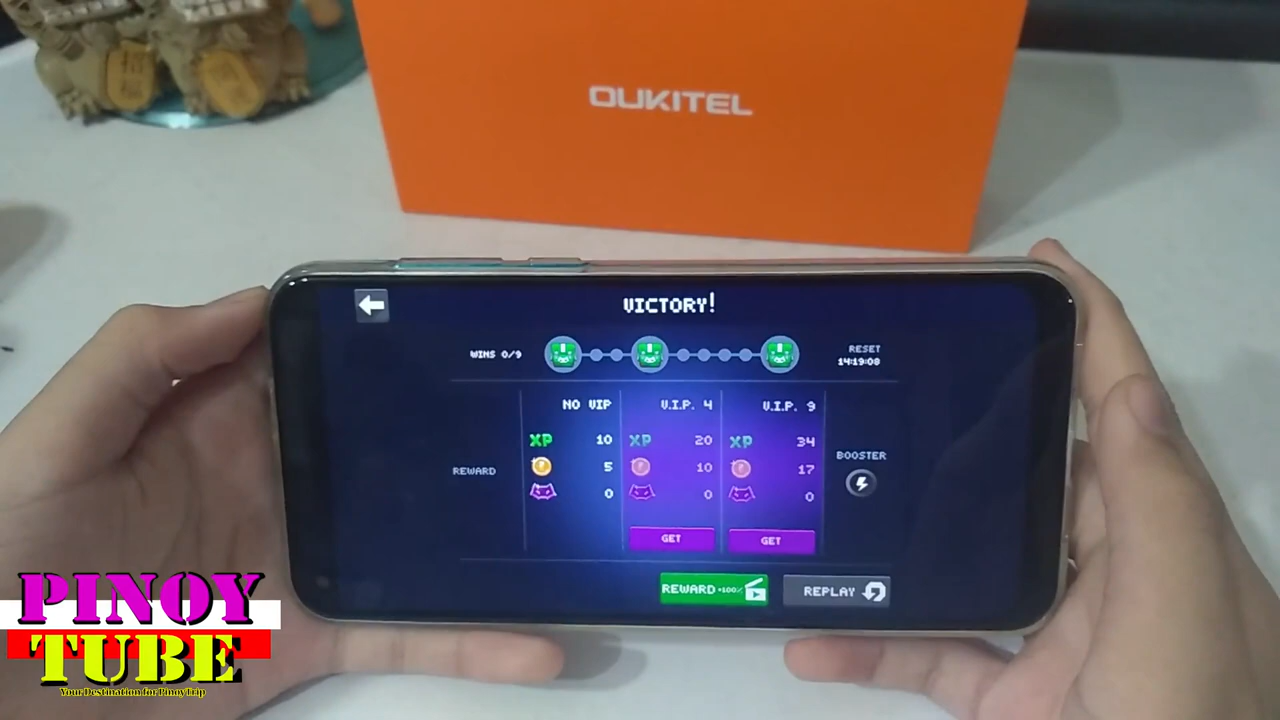 OUKITEL
VICTORY!
WINS 0/9
RESET
14:19:08
NO VIP
V.I.P. 4
V.I.P. 9
XP 10
XP 20
XP 34
5
10
17
0
0
0
REWARD
BOOSTER
GET
GET
REWARD +100%
REPLAY
PINOY
TUBE
Your Destination for PinoyTrip